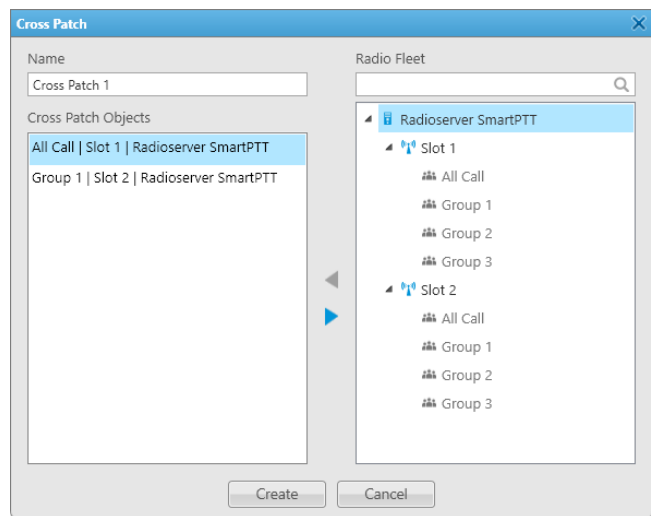 Cross Patch
Name
Cross Patch 1
Cross Patch Objects
All Call | Slot 1 | Radioserver SmartPTT
Group 1 | Slot 2 | Radioserver SmartPTT
Radio Fleet
Radioserver SmartPTT
Slot 1
All Call
Group 1
Group 2
Group 3
Slot 2
All Call
Group 1
Group 2
Group 3
Create
Cancel